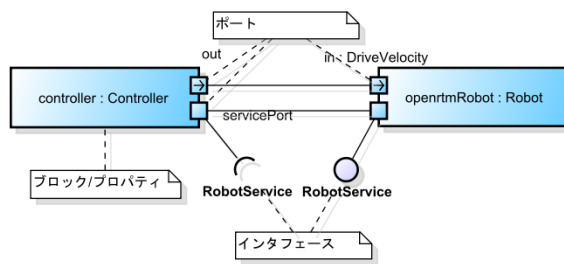 ポート
out
in : DriveVelocity
controller : Controller
openrtmRobot : Robot
servicePort
ブロック/プロパティ
RobotService
RobotService
インタフェース